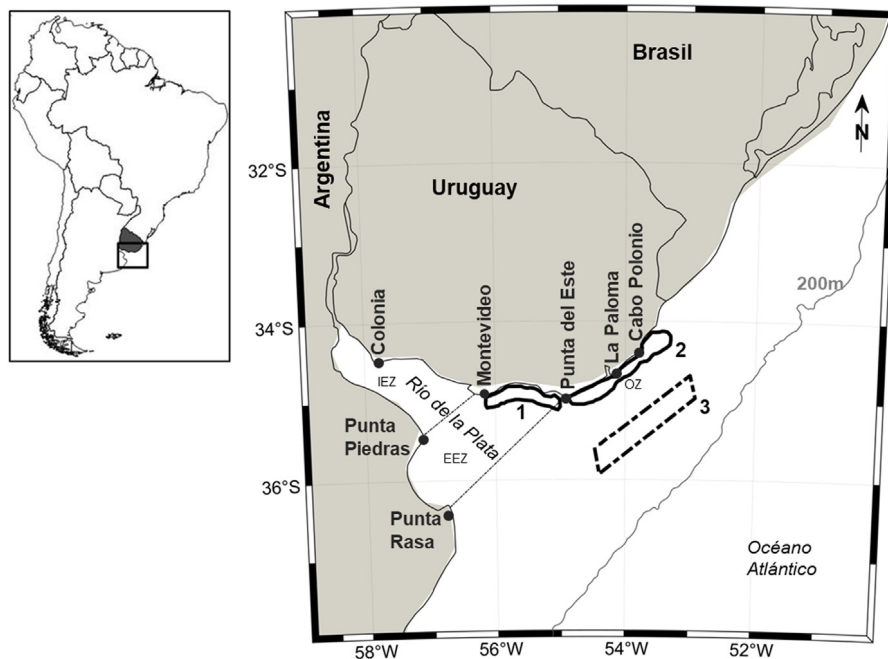 Brasil
Argentina
N
32°S
Uruguay
Montevideo
Punta del Este
La Paloma
Cabo Polonio
200m
34°S
Colonia
2
IEZ
Río de la Plata
OZ
1
3
Punta
Piedras
EEZ
36°S
Punta
Rasa
Océano
Atlántico
58°W
56°W
54°W
52°W